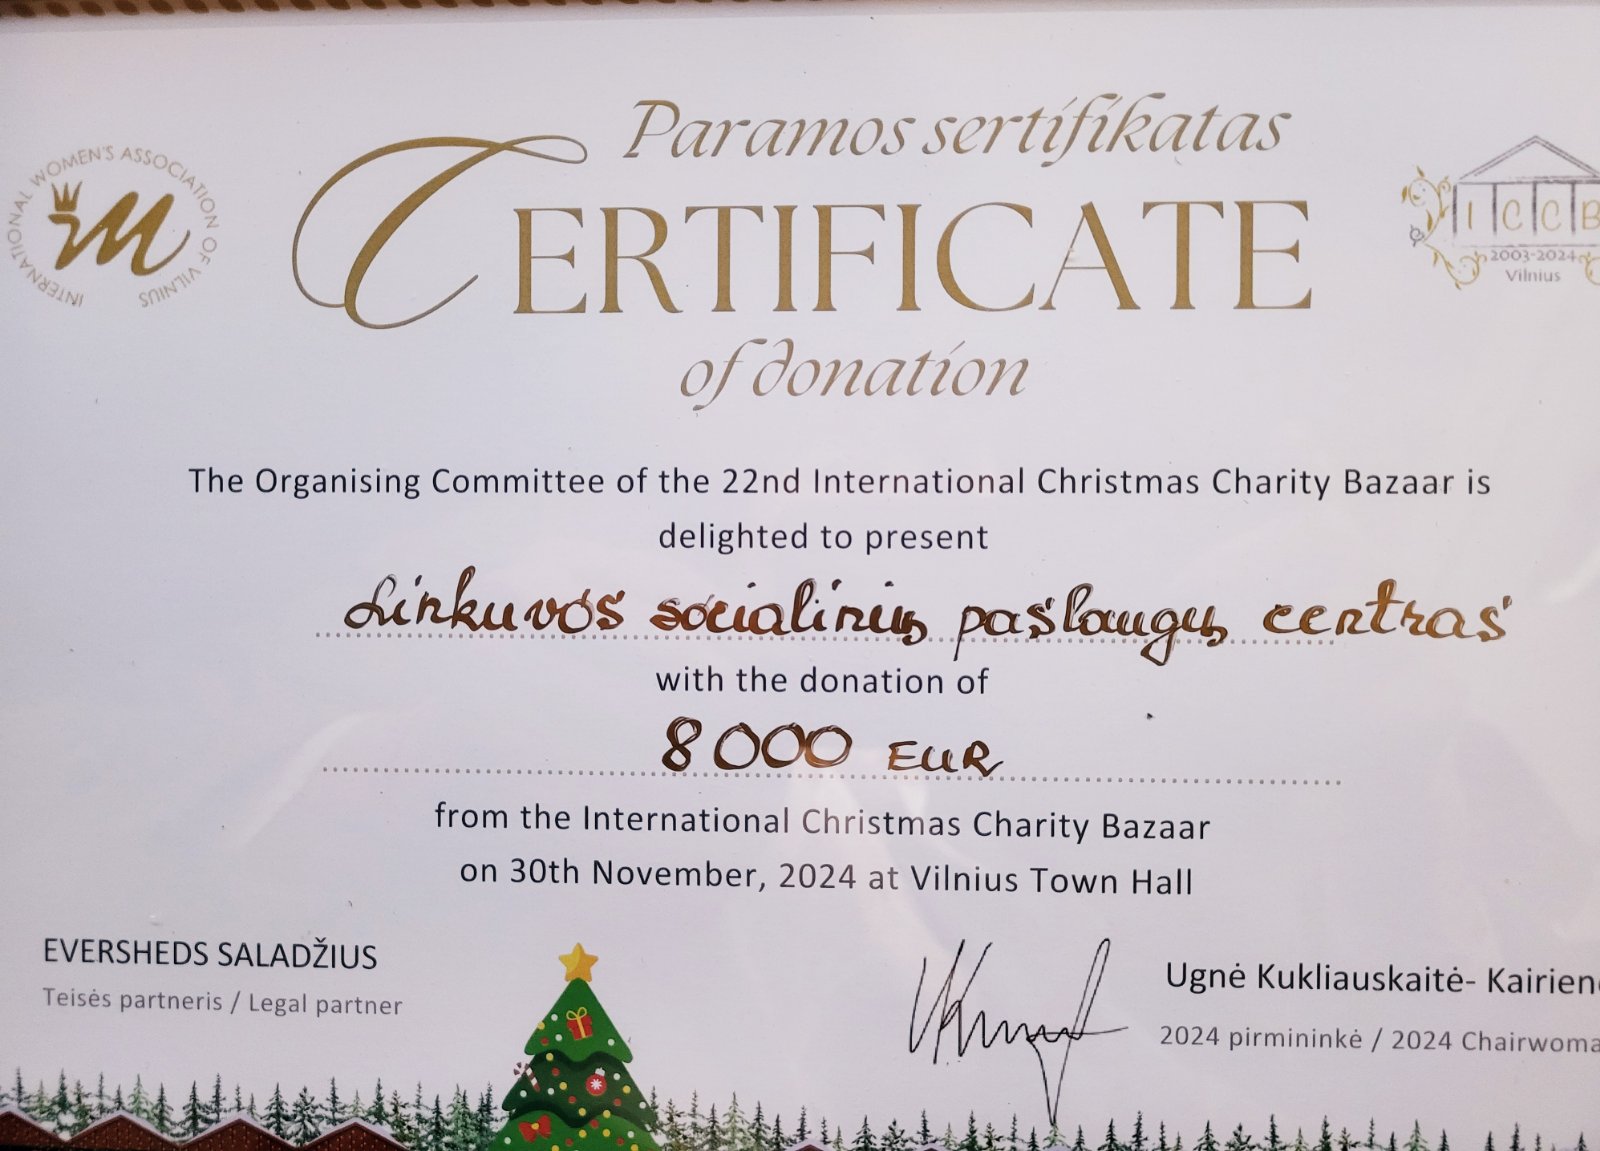 Paramos sertifikatas
CERTIFICATE
of donation
INTERNATIONAL WOMEN'S ASSOCIATION OF VILNIUS
ICCB
2003-2024
Vilnius
The Organising Committee of the 22nd International Christmas Charity Bazaar is
delighted to present
Linkuvos socialinių paslaugų centras
with the donation of
8000 EUR
from the International Christmas Charity Bazaar
on 30th November, 2024 at Vilnius Town Hall
EVERSHEDS SALADŽIUS
Teisės partneris / Legal partner
Ugnė Kukliauskaitė- Kairien
2024 pirmininkė / 2024 Chairwoma